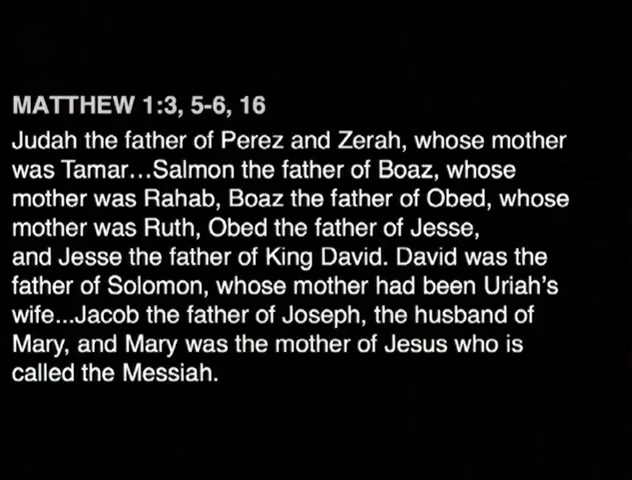 MATTHEW 1:3, 5-6, 16
Judah the father of Perez and Zerah, whose mother
was Tamar…Salmon the father of Boaz, whose
mother was Rahab, Boaz the father of Obed, whose
mother was Ruth, Obed the father of Jesse,
and Jesse the father of King David. David was the
father of Solomon, whose mother had been Uriah’s
wife...Jacob the father of Joseph, the husband of
Mary, and Mary was the mother of Jesus who is
called the Messiah.